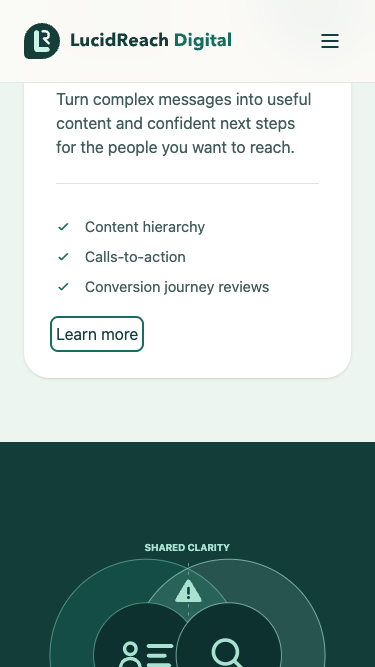 LucidReach Digital
Turn complex messages into useful
content and confident next steps
for the people you want to reach.
Content hierarchy
Calls-to-action
Conversion journey reviews
Learn more
SHARED CLARITY